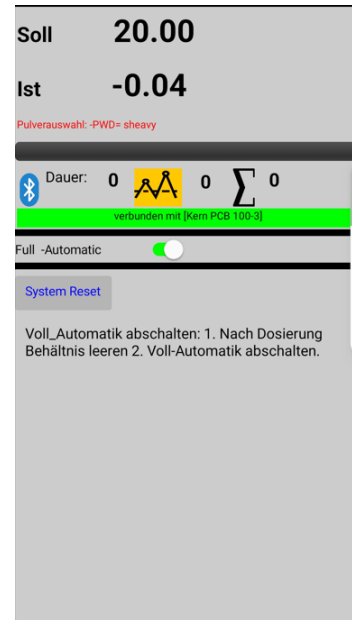 Soll 20.00
Ist -0.04
Pulverauswahl: -PWD= sheavy
Dauer: 0 0 ∑ 0
verbunden mit [Kern PCB 100-3]
Full -Automatic
System Reset
Voll_Automatik abschalten: 1. Nach Dosierung
Behältnis leeren 2. Voll-Automatik abschalten.